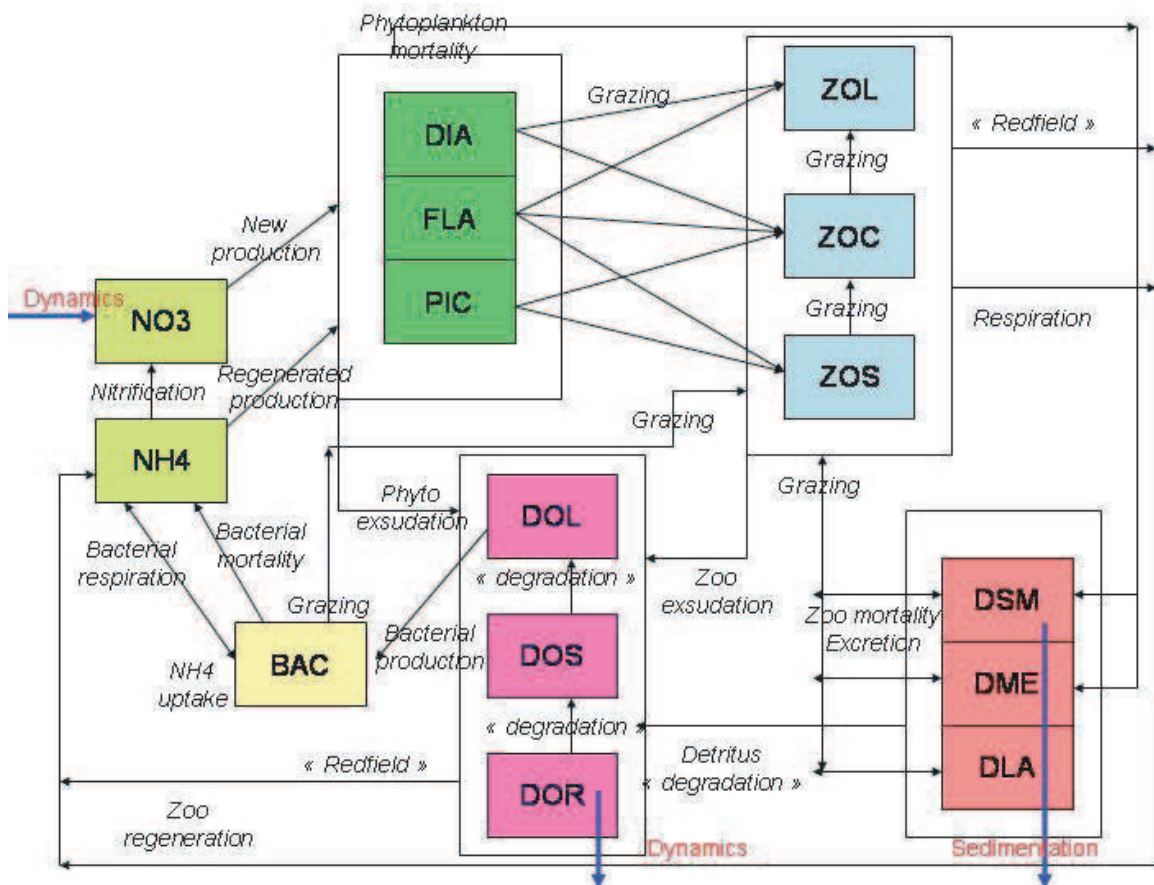 Phytoplankton
mortality
Grazing
DIA
FLA
PIC
ZOL
Grazing
ZOC
Grazing
ZOS
« Redfield »
Respiration
New
production
Dynamics
NO3
Nitrification
Regenerated
production
NH4
Grazing
Grazing
Phyto
exsudation
DOL
Bacterial
respiration
Bacterial
mortality
« degradation »
Zoo
exsudation
Grazing
Bacterial
production
DOS
BAC
NH4
uptake
DSM
Zoo mortality
Excretion
DME
« degradation »
Detritus
« degradation »
DLA
« Redfield »
DOR
Zoo
regeneration
Dynamics
Sedimentation